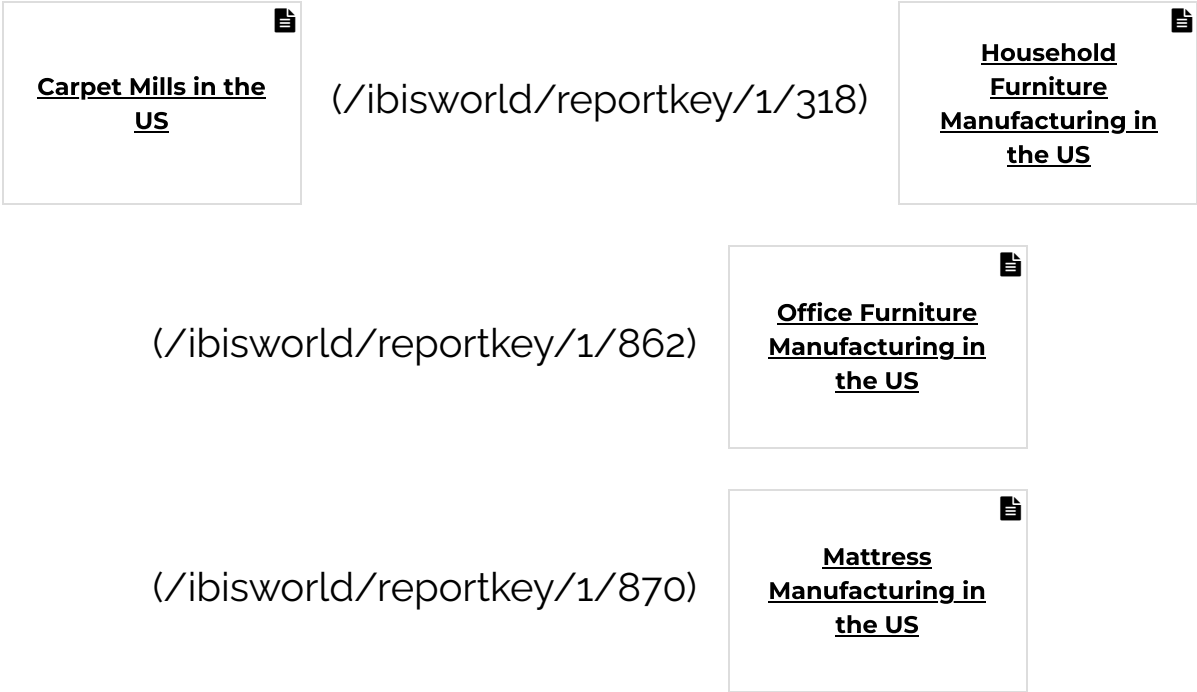 Carpet Mills in the
US
(/ibisworld/reportkey/1/318)
Household
Furniture
Manufacturing in
the US
(/ibisworld/reportkey/1/862)
Office Furniture
Manufacturing in
the US
(/ibisworld/reportkey/1/870)
Mattress
Manufacturing in
the US